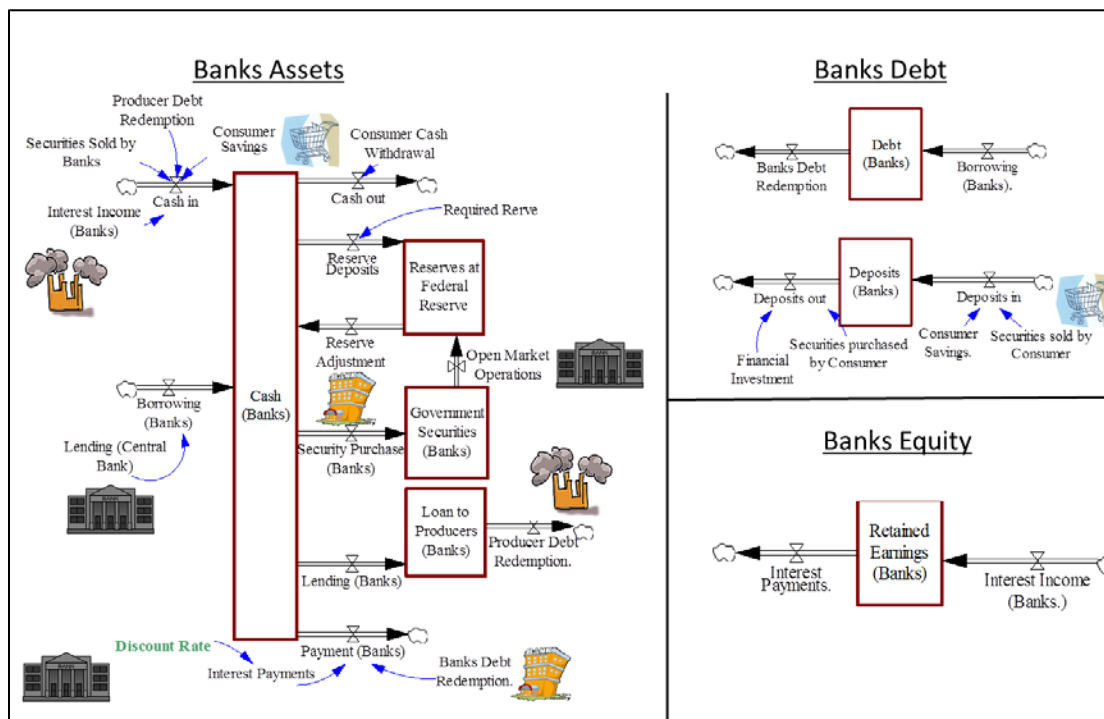 Banks Assets
Producer Debt
Redemption
Securities Sold by
Banks
Consumer
Savings
Consumer Cash
Withdrawal
Cash in
Cash out
Interest Income
(Banks)
Required Rerve
Reserve
Deposits
Reserves at
Federal
Reserve
Reserve
Adjustment
Open Market
Operations
BANK
Cash
(Banks)
Borrowing
(Banks)
Lending (Central
Bank)
BANK
Government
Securities
(Banks)
Security Purchase
(Banks)
Loan to
Producers
(Banks)
Producer Debt
Redemption.
Lending (Banks)
Discount Rate
BANK
Interest Payments
Payment (Banks)
Banks Debt
Redemption.
Banks Debt
Debt
(Banks)
Banks Debt
Redemption
Borrowing
(Banks).
Deposits
(Banks)
Deposits out
Deposits in
Financial
Investment
Securities purchased
by Consumer
Consumer
Savings.
Securities sold by
Consumer
Banks Equity
Retained
Earnings
(Banks)
Interest
Payments.
Interest Income
(Banks.)